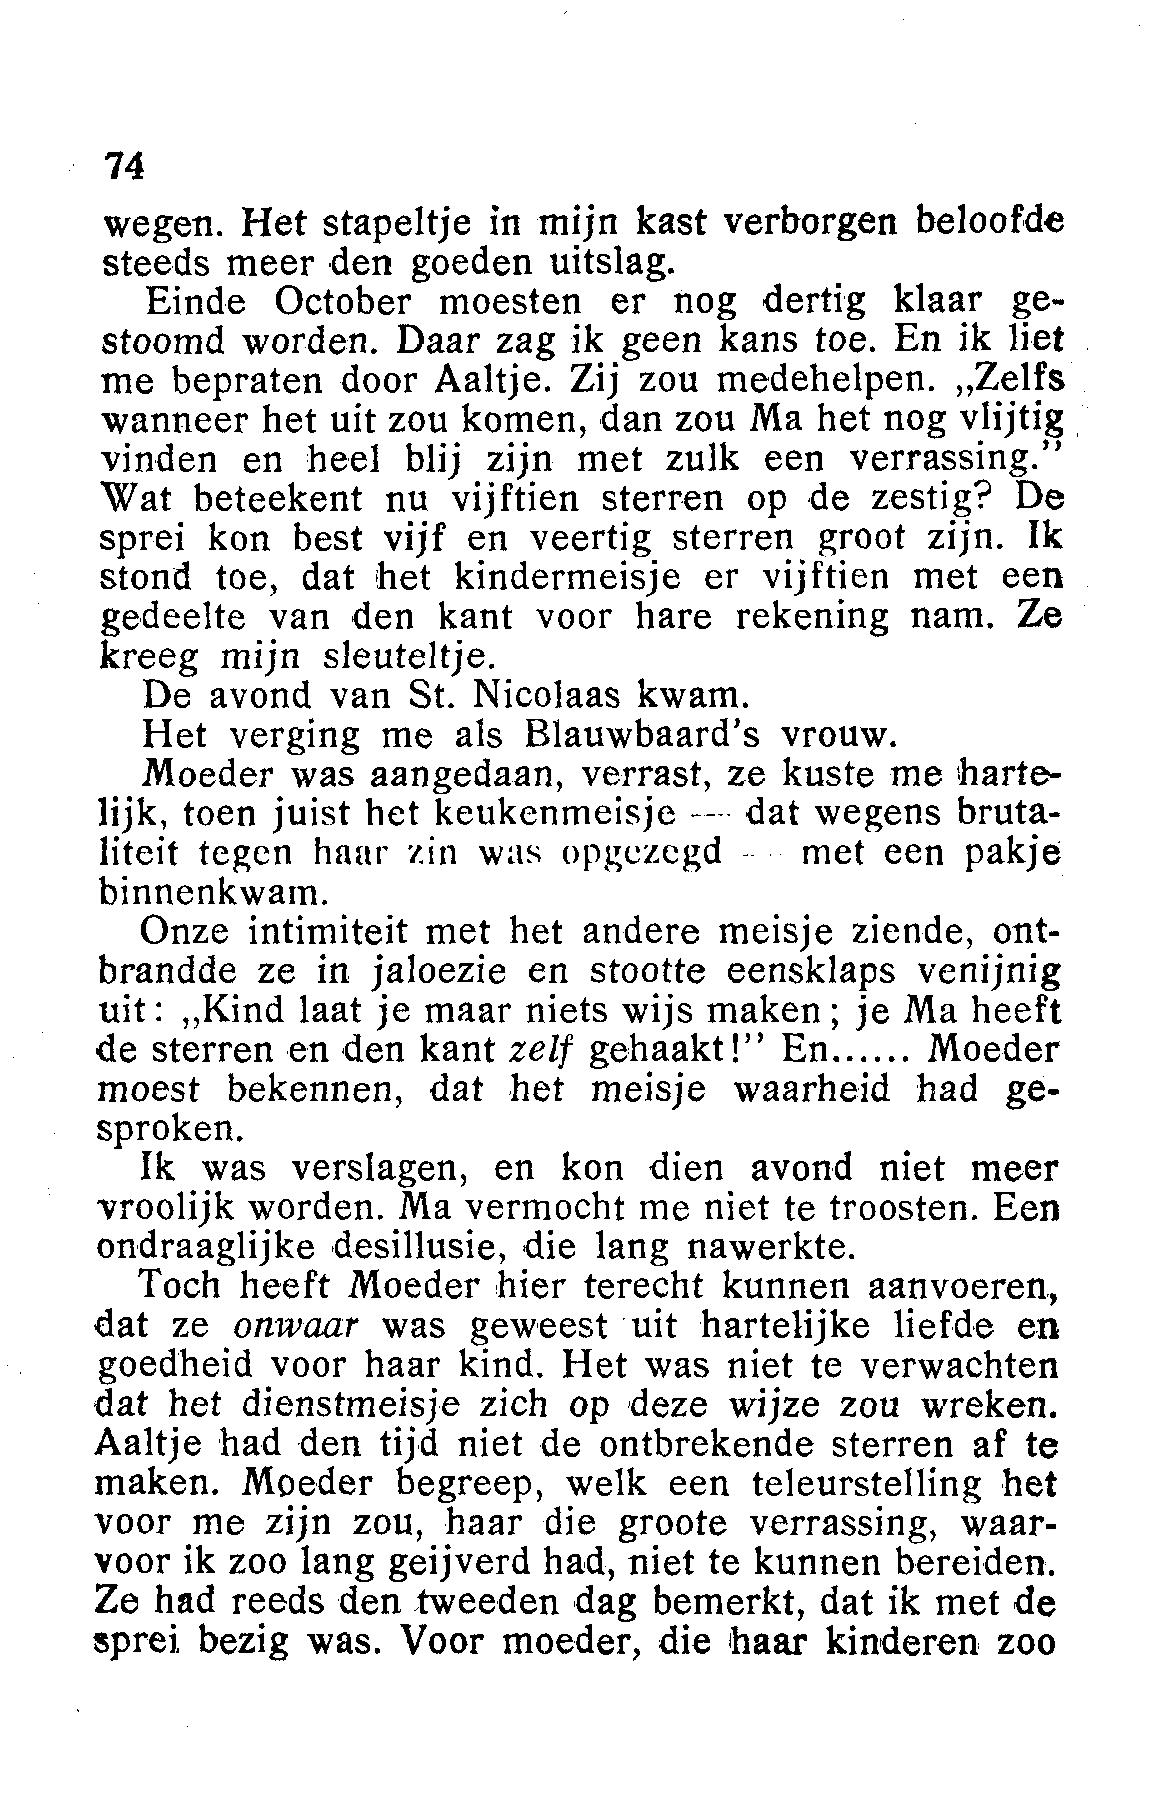 74
wegen. Het stapeltje in mijn kast verborgen beloofde
steeds meer den goeden uitslag.
Einde October moesten er nog dertig klaar ge-
stoomd worden. Daar zag ik geen kans toe. En ik liet
me bepraten door Aaltje. Zij zou medehelpen. „Zelfs
wanneer het uit zou komen, dan zou Ma het nog vlijtig
vinden en heel blij zijn met zulk een verrassing.”
Wat beteekent nu vijftien sterren op de zestig? De
sprei kon best vijf en veertig sterren groot zijn. Ik
stond toe, dat het kindermeisje er vijftien met een
gedeelte van den kant voor hare rekening nam. Ze
kreeg mijn sleuteltje.
De avond van St. Nicolaas kwam.
Het verging me als Blauwbaard's vrouw.
Moeder was aangedaan, verrast, ze kuste me harte-
lijk, toen juist het keukenmeisje — dat wegens bruta-
liteit tegen haar zin was opgezegd — met een pakje
binnenkwam.
Onze intimiteit met het andere meisje ziende, ont-
brandde ze in jaloezie en stootte eensklaps venijnig
uit: „Kind laat je maar niets wijs maken; je Ma heeft
de sterren en den kant zelf gehaakt!” En...... Moeder
moest bekennen, dat het meisje waarheid had ge-
sproken.
Ik was verslagen, en kon dien avond niet meer
vroolijk worden. Ma vermocht me niet te troosten. Een
ondraaglijke desillusie, die lang nawerkte.
Toch heeft Moeder hier terecht kunnen aanvoeren,
dat ze onwaar was geweest uit hartelijke liefde en
goedheid voor haar kind. Het was niet te verwachten
dat het dienstmeisje zich op deze wijze zou wreken.
Aaltje had den tijd niet de ontbrekende sterren af te
maken. Moeder begreep, welk een teleurstelling het
voor me zijn zou, haar die groote verrassing, waar-
voor ik zoo lang geijverd had, niet te kunnen bereiden.
Ze had reeds den tweeden dag bemerkt, dat ik met de
sprei bezig was. Voor moeder, die haar kinderen zoo